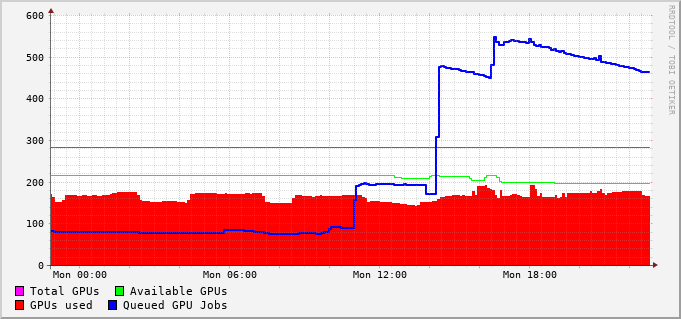 600
500
400
300
200
100
0
Mon 00:00 Mon 06:00 Mon 12:00 Mon 18:00
Total GPUs Available GPUs
GPUs used Queued GPU Jobs
RRDTOOL / TOBI OETIKER